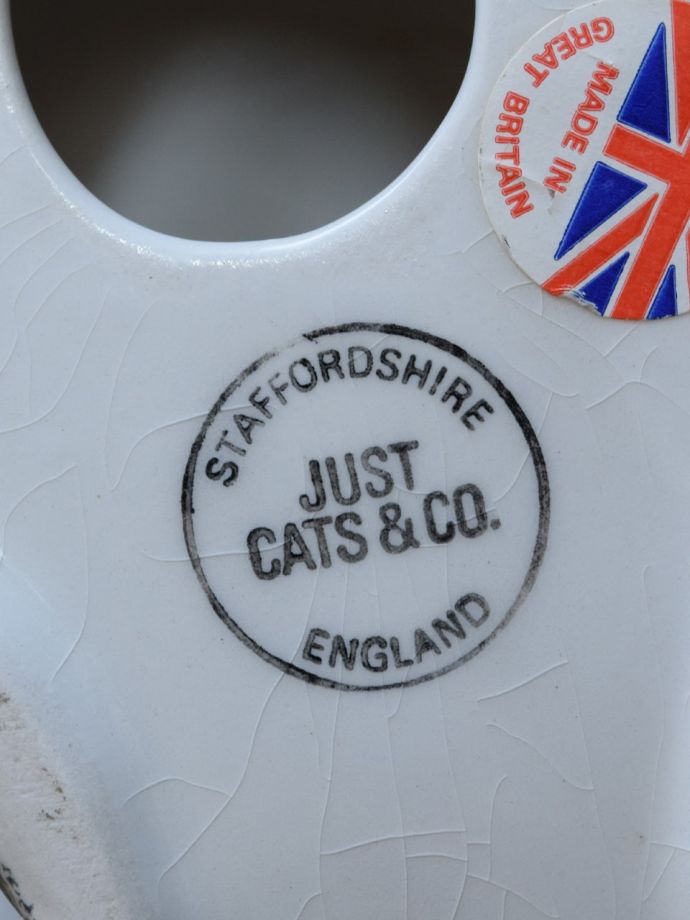 STAFFORDSHIRE
JUST
CATS & CO.
ENGLAND
MADE IN
GREAT BRITAIN